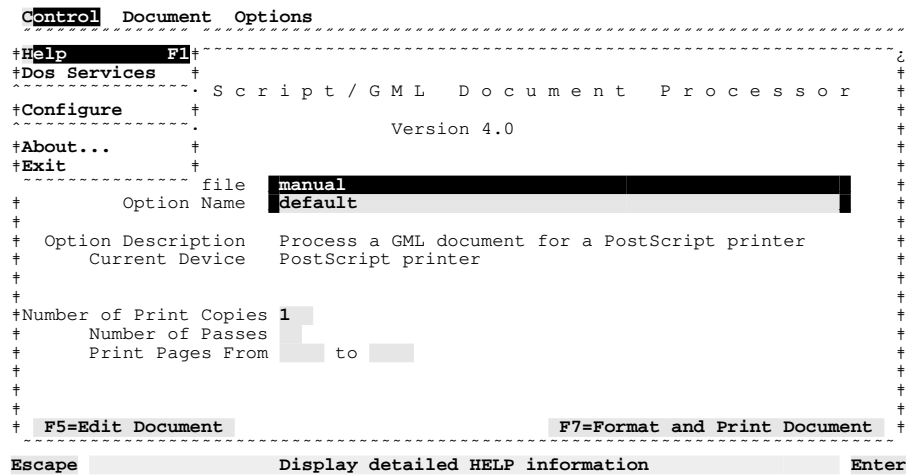 Control Document Options
Help F1
Dos Services
Script/GML Document Processor
Configure
Version 4.0
About...
Exit
file manual
Option Name default
Option Description Process a GML document for a PostScript printer
Current Device PostScript printer
Number of Print Copies 1
Number of Passes
Print Pages From to
F5=Edit Document F7=Format and Print Document
Escape Display detailed HELP information Enter